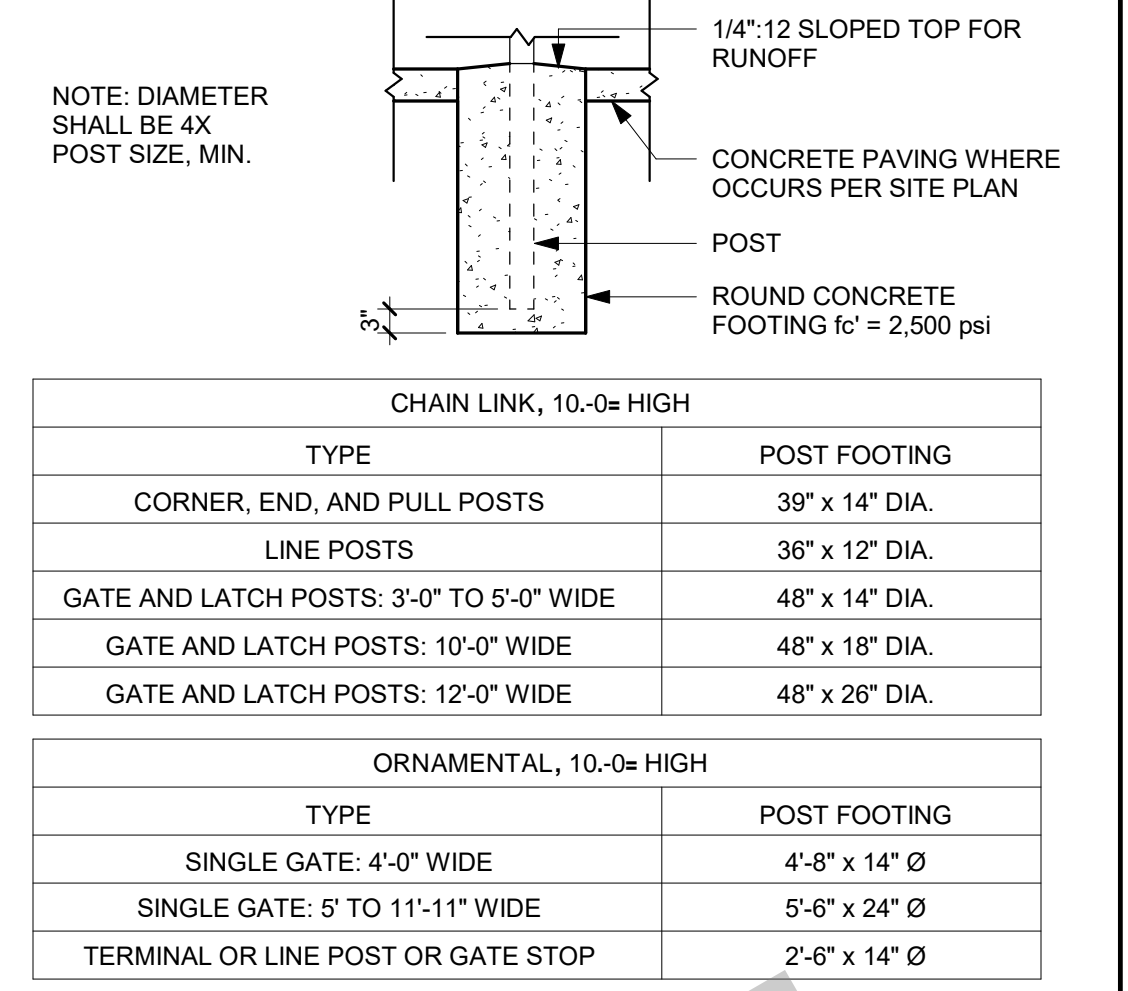 1/4":12 SLOPED TOP FOR
RUNOFF
NOTE: DIAMETER
SHALL BE 4X
POST SIZE, MIN.
CONCRETE PAVING WHERE
OCCURS PER SITE PLAN
POST
ROUND CONCRETE
FOOTING fc' = 2,500 psi
3"
CHAIN LINK, 10.-0= HIGH
TYPE POST FOOTING
CORNER, END, AND PULL POSTS 39" x 14" DIA.
LINE POSTS 36" x 12" DIA.
GATE AND LATCH POSTS: 3'-0" TO 5'-0" WIDE 48" x 14" DIA.
GATE AND LATCH POSTS: 10'-0" WIDE 48" x 18" DIA.
GATE AND LATCH POSTS: 12'-0" WIDE 48" x 26" DIA.
ORNAMENTAL, 10.-0= HIGH
TYPE POST FOOTING
SINGLE GATE: 4'-0" WIDE 4'-8" x 14" Ø
SINGLE GATE: 5' TO 11'-11" WIDE 5'-6" x 24" Ø
TERMINAL OR LINE POST OR GATE STOP 2'-6" x 14" Ø